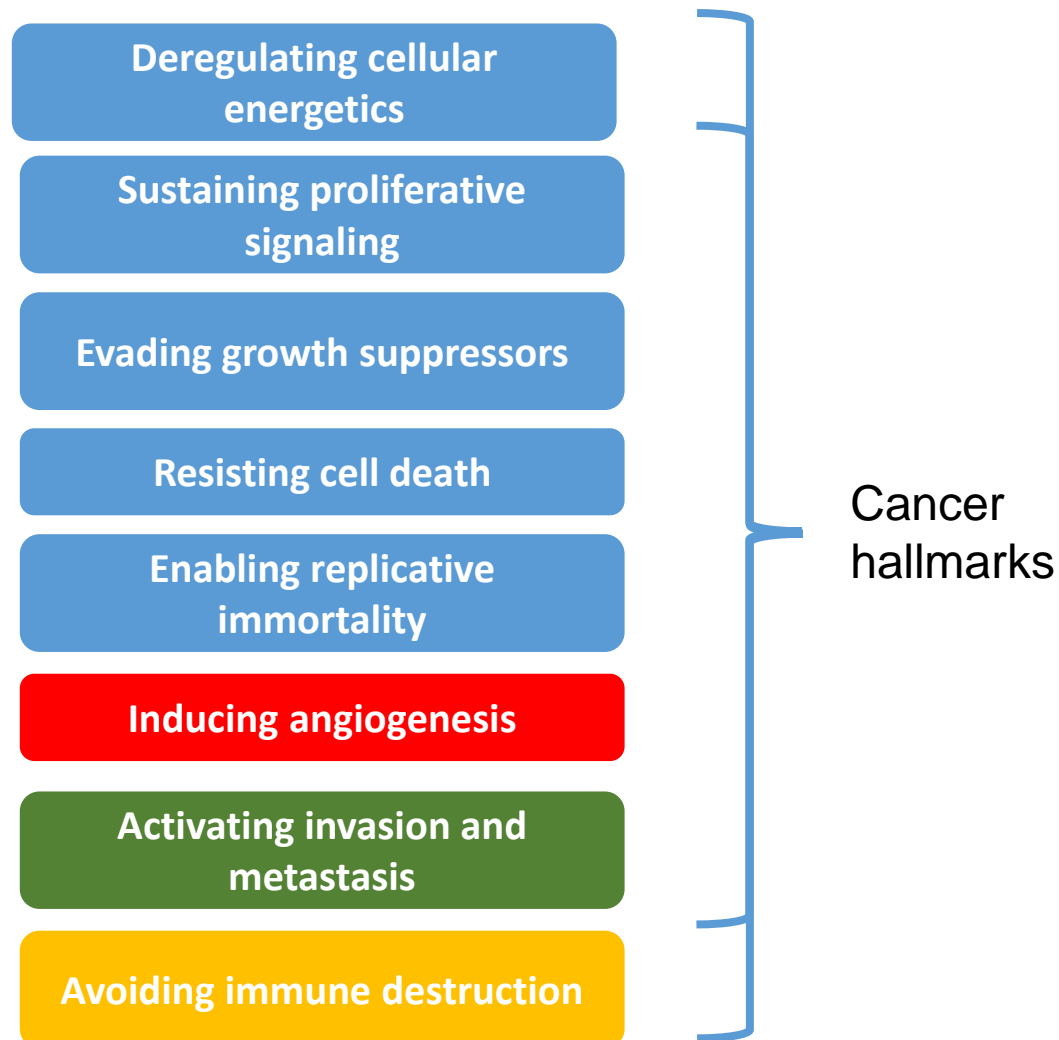 Deregulating cellular
energetics
Sustaining proliferative
signaling
Evading growth suppressors
Resisting cell death
Enabling replicative
immortality
Inducing angiogenesis
Activating invasion and
metastasis
Avoiding immune destruction
Cancer
hallmarks